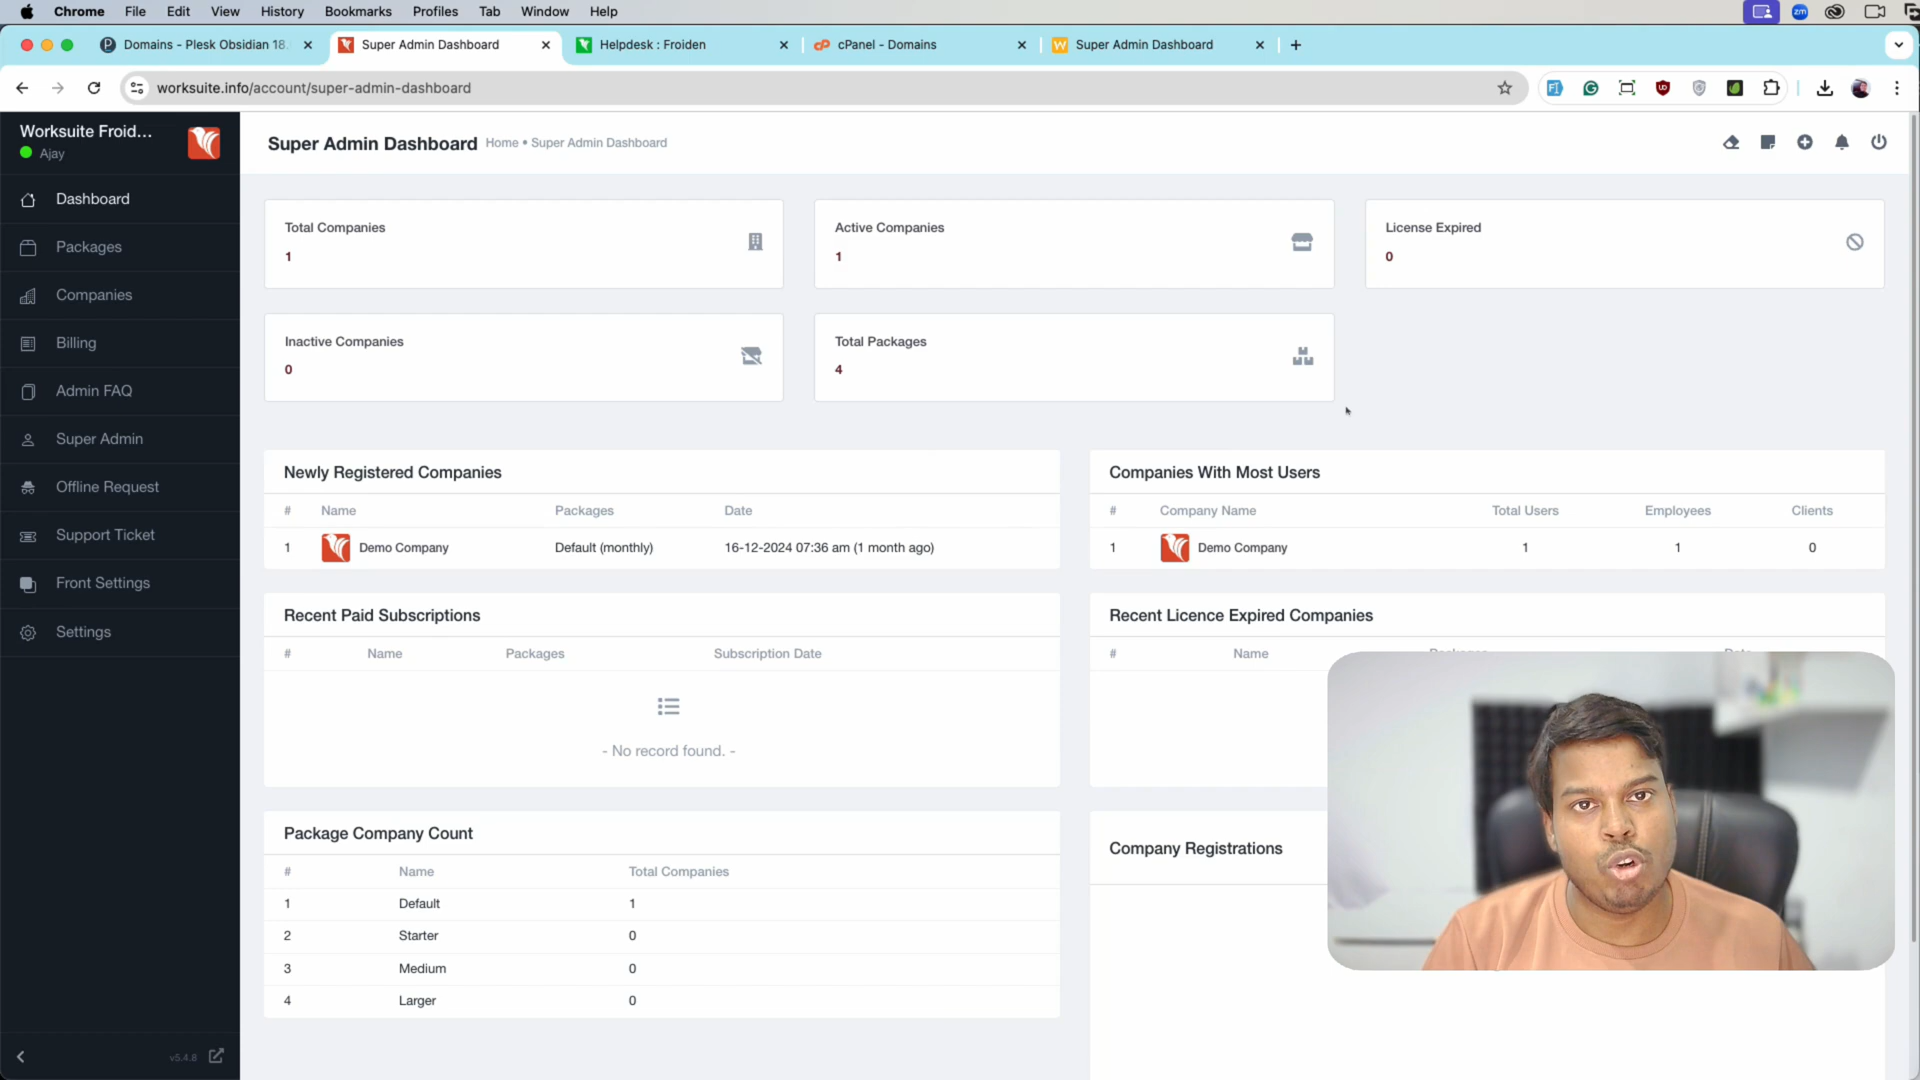 Chrome File Edit View History Bookmarks Profiles Tab Window Help
Domains - Plesk Obsidian 18. Super Admin Dashboard Helpdesk : Froiden cPanel - Domains Super Admin Dashboard
worksuite.info/account/super-admin-dashboard
Worksuite Froid...
Ajay
Dashboard
Packages
Companies
Billing
Admin FAQ
Super Admin
Offline Request
Support Ticket
Front Settings
Settings
v5.4.8
Super Admin Dashboard Home • Super Admin Dashboard
Total Companies
1
Active Companies
1
License Expired
0
Inactive Companies
0
Total Packages
4
Newly Registered Companies
# Name Packages Date
1 Demo Company Default (monthly) 16-12-2024 07:36 am (1 month ago)
Companies With Most Users
# Company Name Total Users Employees Clients
1 Demo Company 1 1 0
Recent Paid Subscriptions
# Name Packages Subscription Date
- No record found. -
Recent Licence Expired Companies
# Name
Package Company Count
# Name Total Companies
1 Default 1
2 Starter 0
3 Medium 0
4 Larger 0
Company Registrations